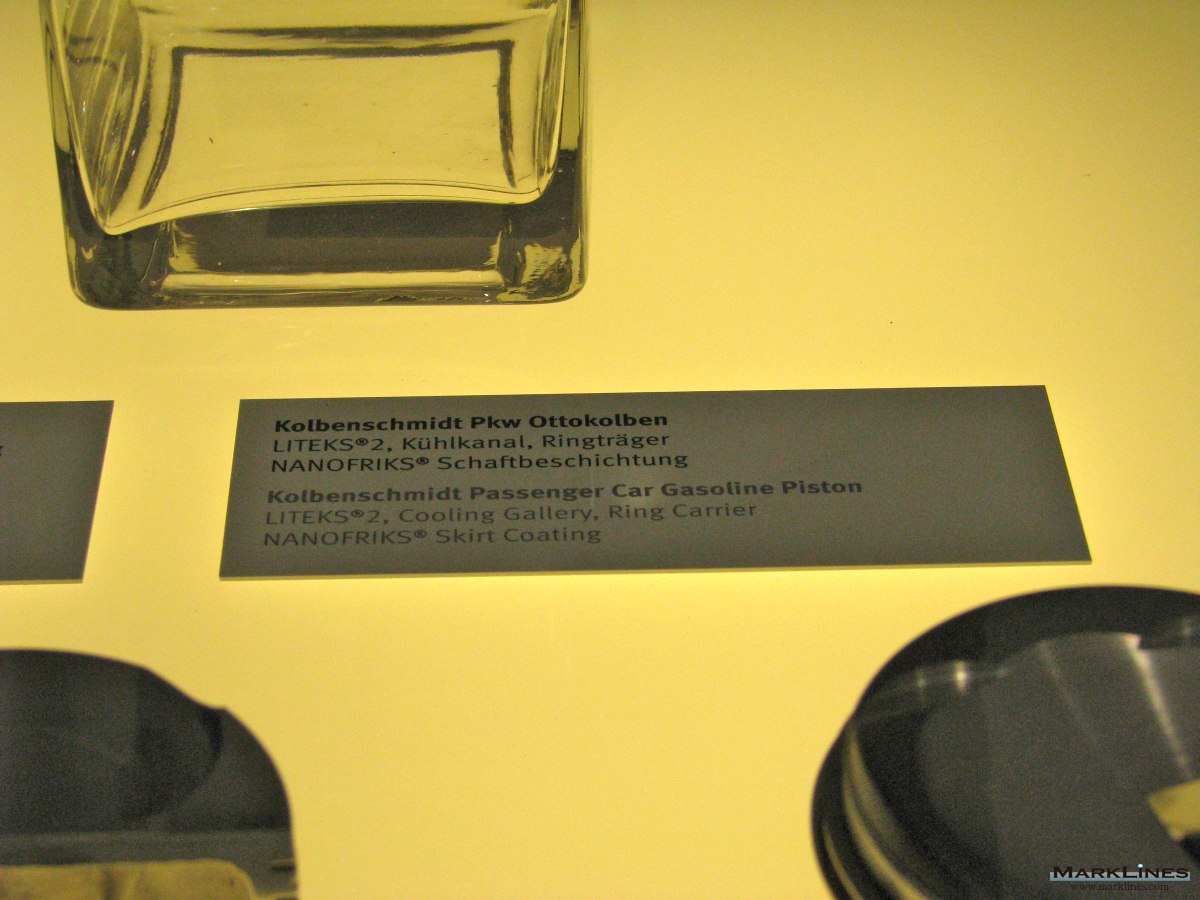 Kolbenschmidt Pkw Ottokolben
LITEKS®2, Kühlkanal, Ringträger
NANOFRIKS® Schaftbeschichtung
Kolbenschmidt Passenger Car Gasoline Piston
LITEKS®2, Cooling Gallery, Ring Carrier
NANOFRIKS® Skirt Coating
MARKLINES
www.marklines.com